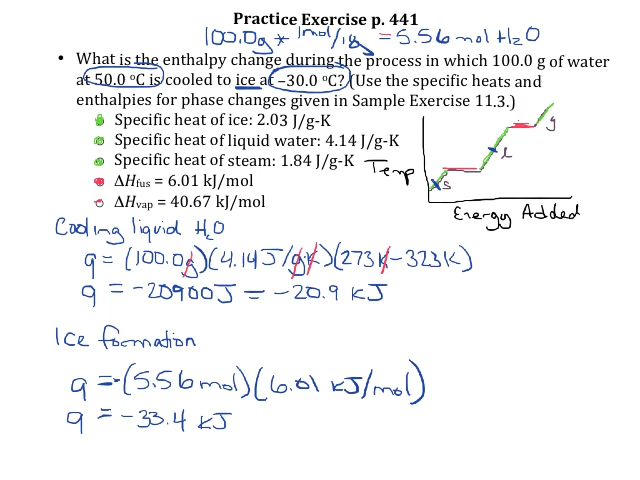 Practice Exercise p. 441
100.0g * 1mol/18g = 5.56 mol H2O
• What is the enthalpy change during the process in which 100.0 g of water
at 50.0 °C is cooled to ice at −30.0 °C? (Use the specific heats and
enthalpies for phase changes given in Sample Exercise 11.3.)
Specific heat of ice: 2.03 J/g-K
Specific heat of liquid water: 4.14 J/g-K
Specific heat of steam: 1.84 J/g-K
ΔHfus = 6.01 kJ/mol
ΔHvap = 40.67 kJ/mol
Temp
s
l
g
Energy Added
Cooling liquid H2O
q = (100.0g)(4.14J/gK)(273K-323K)
q = -20900J = -20.9 kJ
Ice formation
q = -(5.56mol)(6.01 kJ/mol)
q = -33.4 kJ